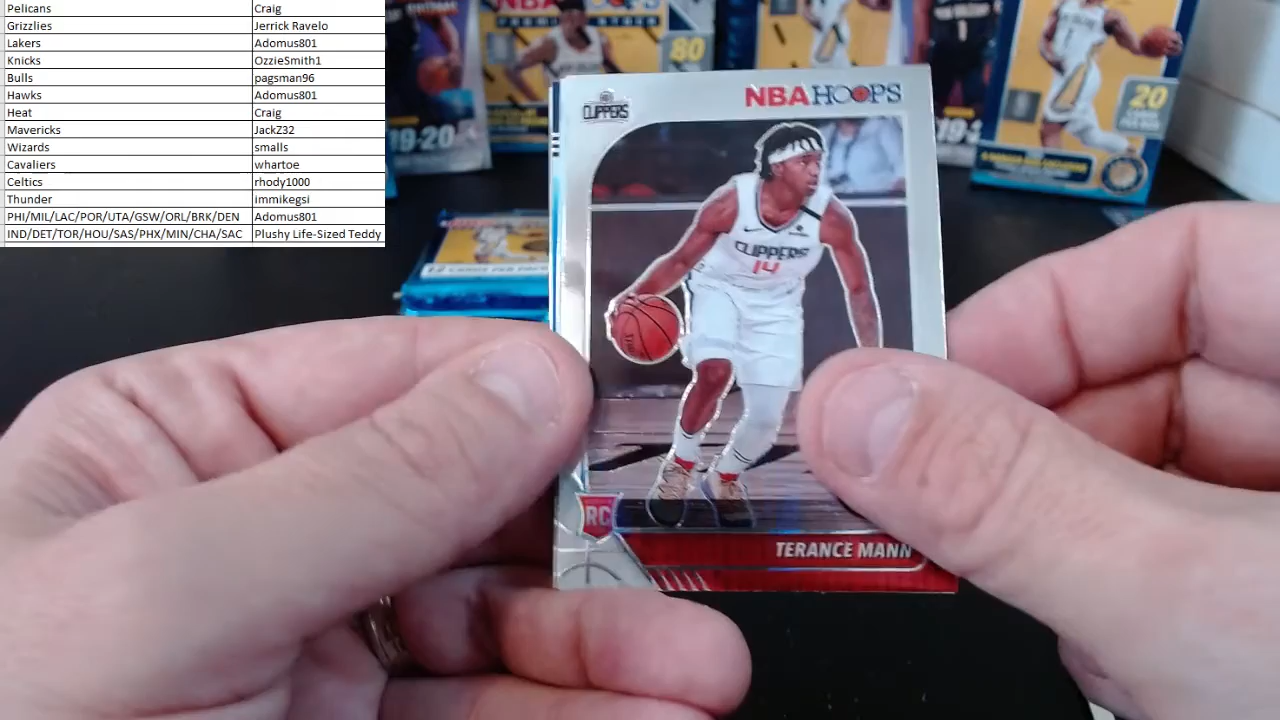 Pelicans Craig
Grizzlies Jerrick Ravelo
Lakers Adomus801
Knicks OzzieSmith1
Bulls pagsman96
Hawks Adomus801
Heat Craig
Mavericks JackZ32
Wizards smalls
Cavaliers whartoe
Celtics rhody1000
Thunder immikegsi
PHI/MIL/LAC/POR/UTA/GSW/ORL/BRK/DEN Adomus801
IND/DET/TOR/HOU/SAS/PHX/MIN/CHA/SAC Plushy Life-Sized Teddy
80
20
19-20
CLIPPERS
NBA HOOPS
CLIPPERS
14
RC
TERANCE MANN